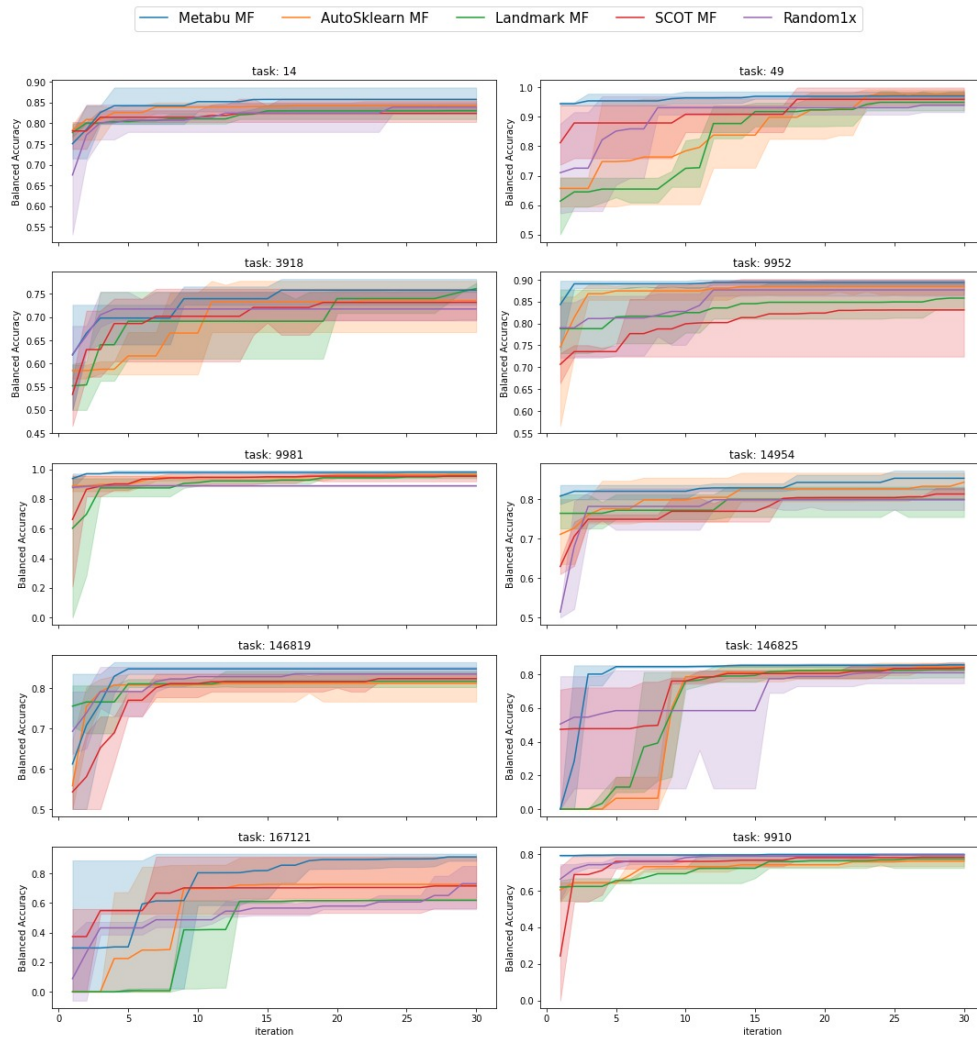 Metabu MF AutoSklearn MF Landmark MF SCOT MF Random1x
task: 14
Balanced Accuracy
0.90
0.85
0.80
0.75
0.70
0.65
0.60
0.55
task: 49
Balanced Accuracy
1.0
0.9
0.8
0.7
0.6
0.5
task: 3918
Balanced Accuracy
0.75
0.70
0.65
0.60
0.55
0.50
0.45
task: 9952
Balanced Accuracy
0.90
0.85
0.80
0.75
0.70
0.65
0.60
0.55
task: 9981
Balanced Accuracy
1.0
0.8
0.6
0.4
0.2
0.0
task: 14954
Balanced Accuracy
0.8
0.7
0.6
0.5
task: 146819
Balanced Accuracy
0.8
0.7
0.6
0.5
task: 146825
Balanced Accuracy
0.8
0.6
0.4
0.2
0.0
task: 167121
Balanced Accuracy
0.8
0.6
0.4
0.2
0.0
0 5 10 15 20 25 30
iteration
task: 9910
Balanced Accuracy
0.8
0.6
0.4
0.2
0.0
0 5 10 15 20 25 30
iteration